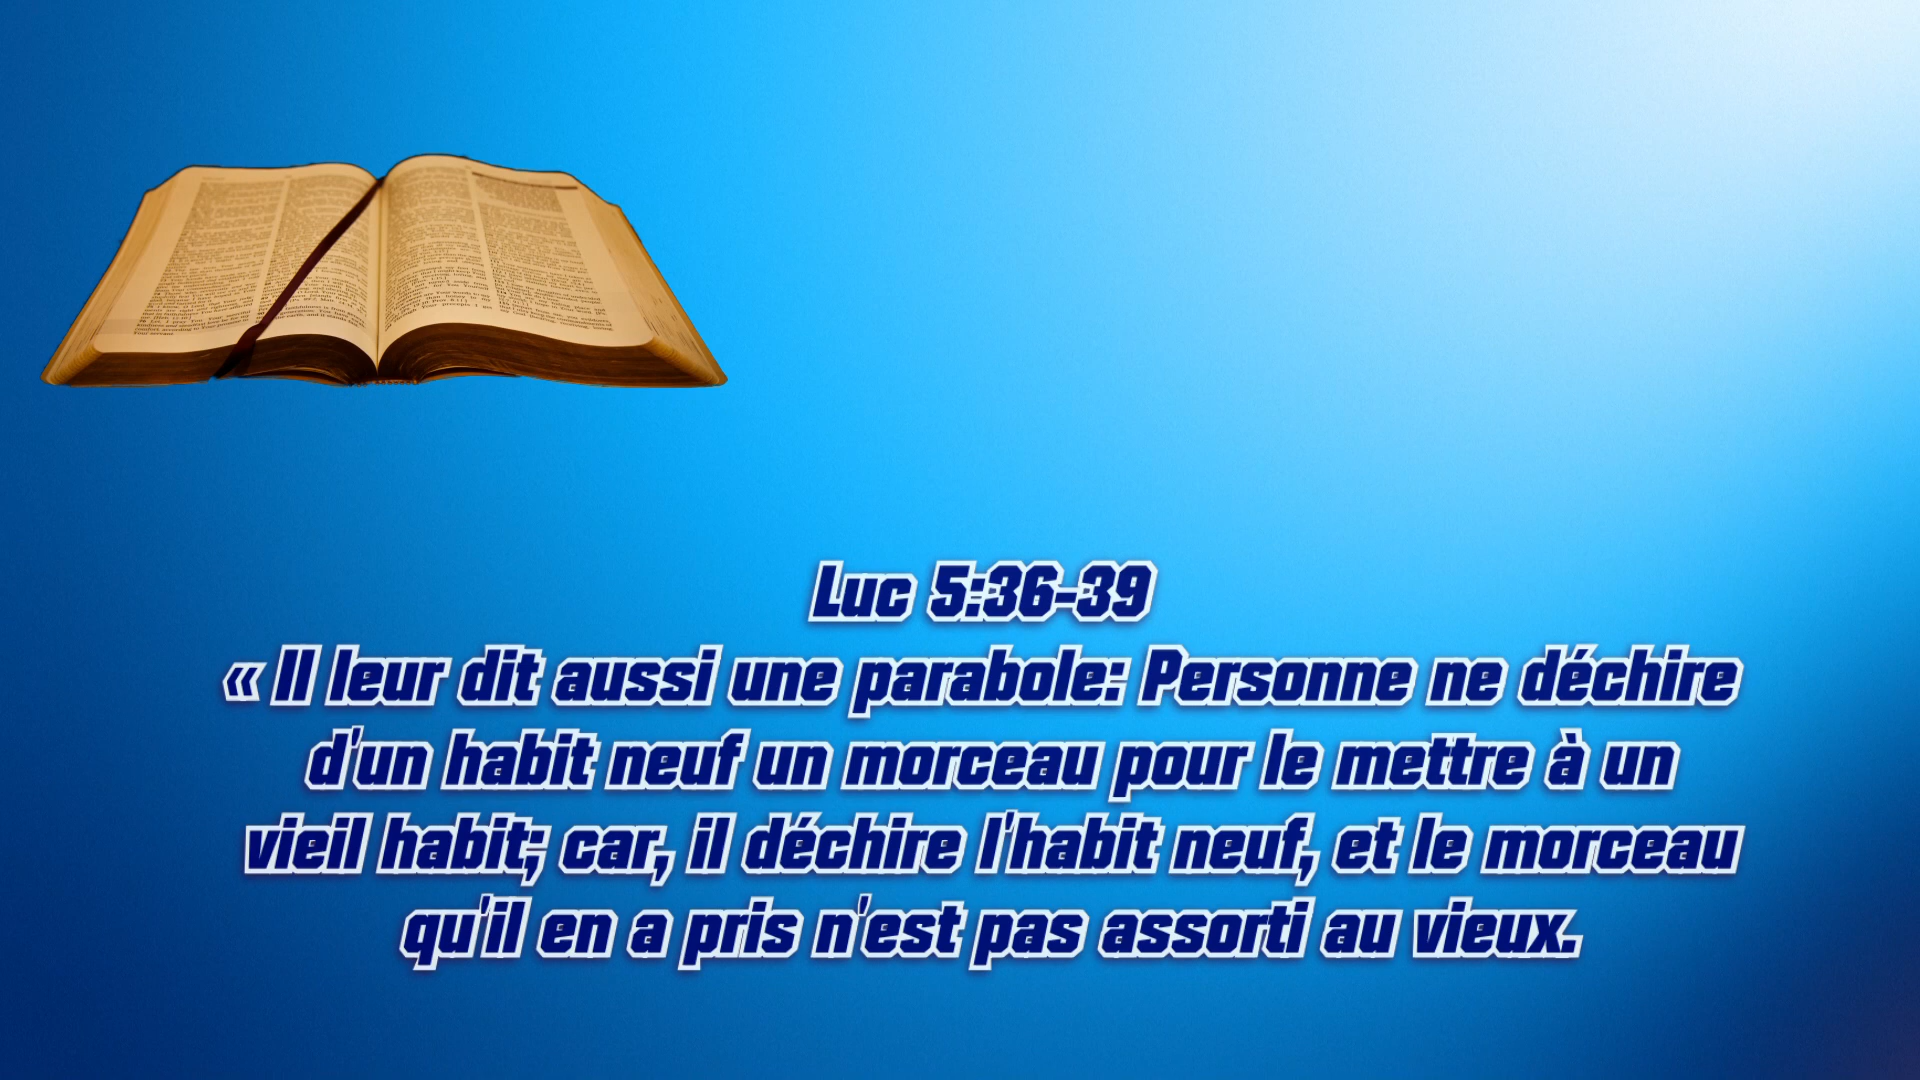 Luc 5:36-39
« Il leur dit aussi une parabole: Personne ne déchire
d'un habit neuf un morceau pour le mettre à un
vieil habit; car, il déchire l'habit neuf, et le morceau
qu'il en a pris n'est pas assorti au vieux.